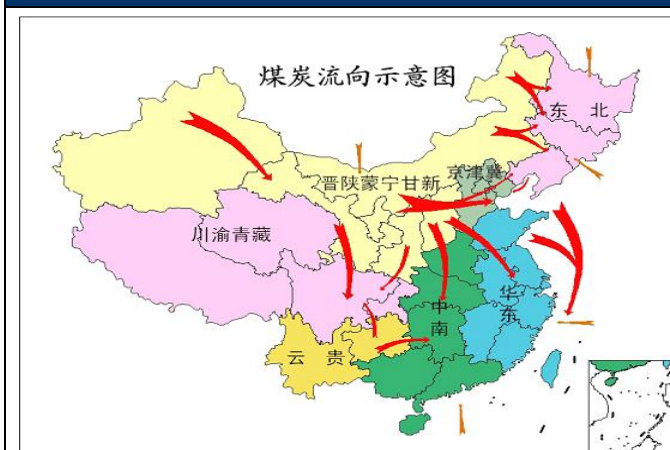 煤炭流向示意图
东 北
京津冀
晋陕蒙宁甘新
川渝青藏
华东
中南
云 贵